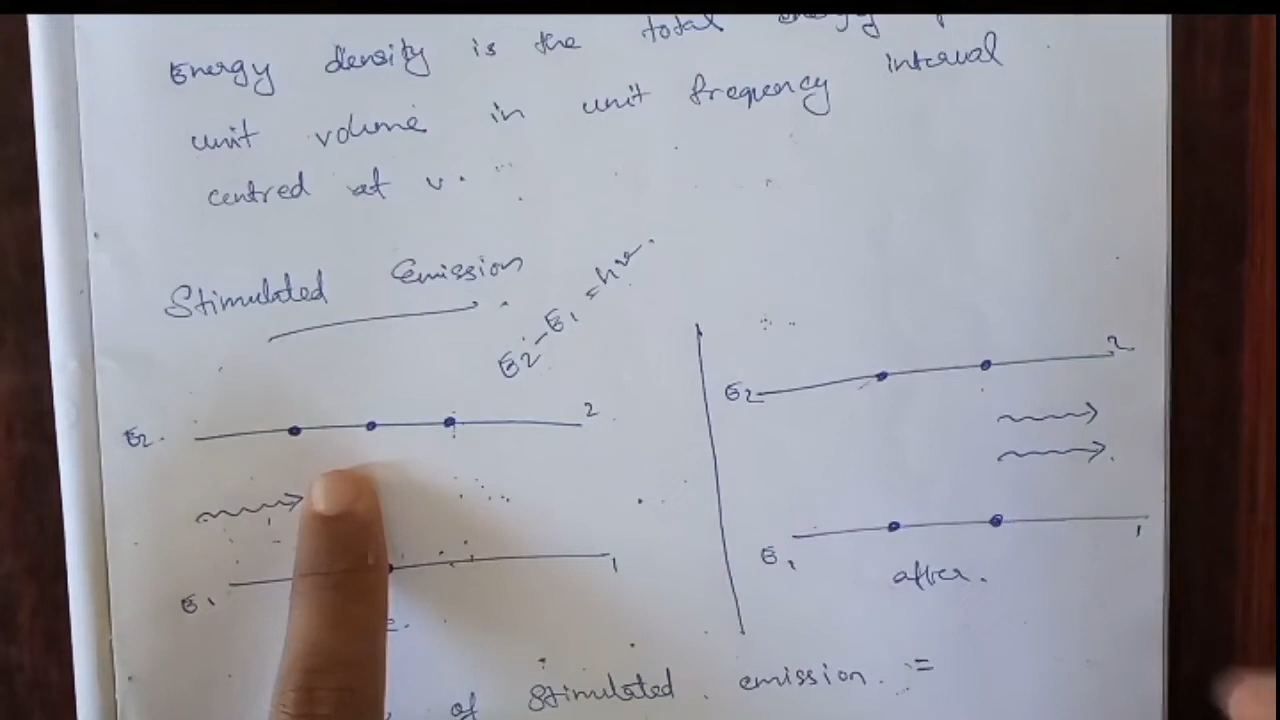 Energy density is the total energy
unit volume in unit frequency interval
centred at ν.
Stimulated Emission
E2 - E1 = hν.
E2 2
E1 1
E2 2
E1 1
after.
of stimulated emission. =